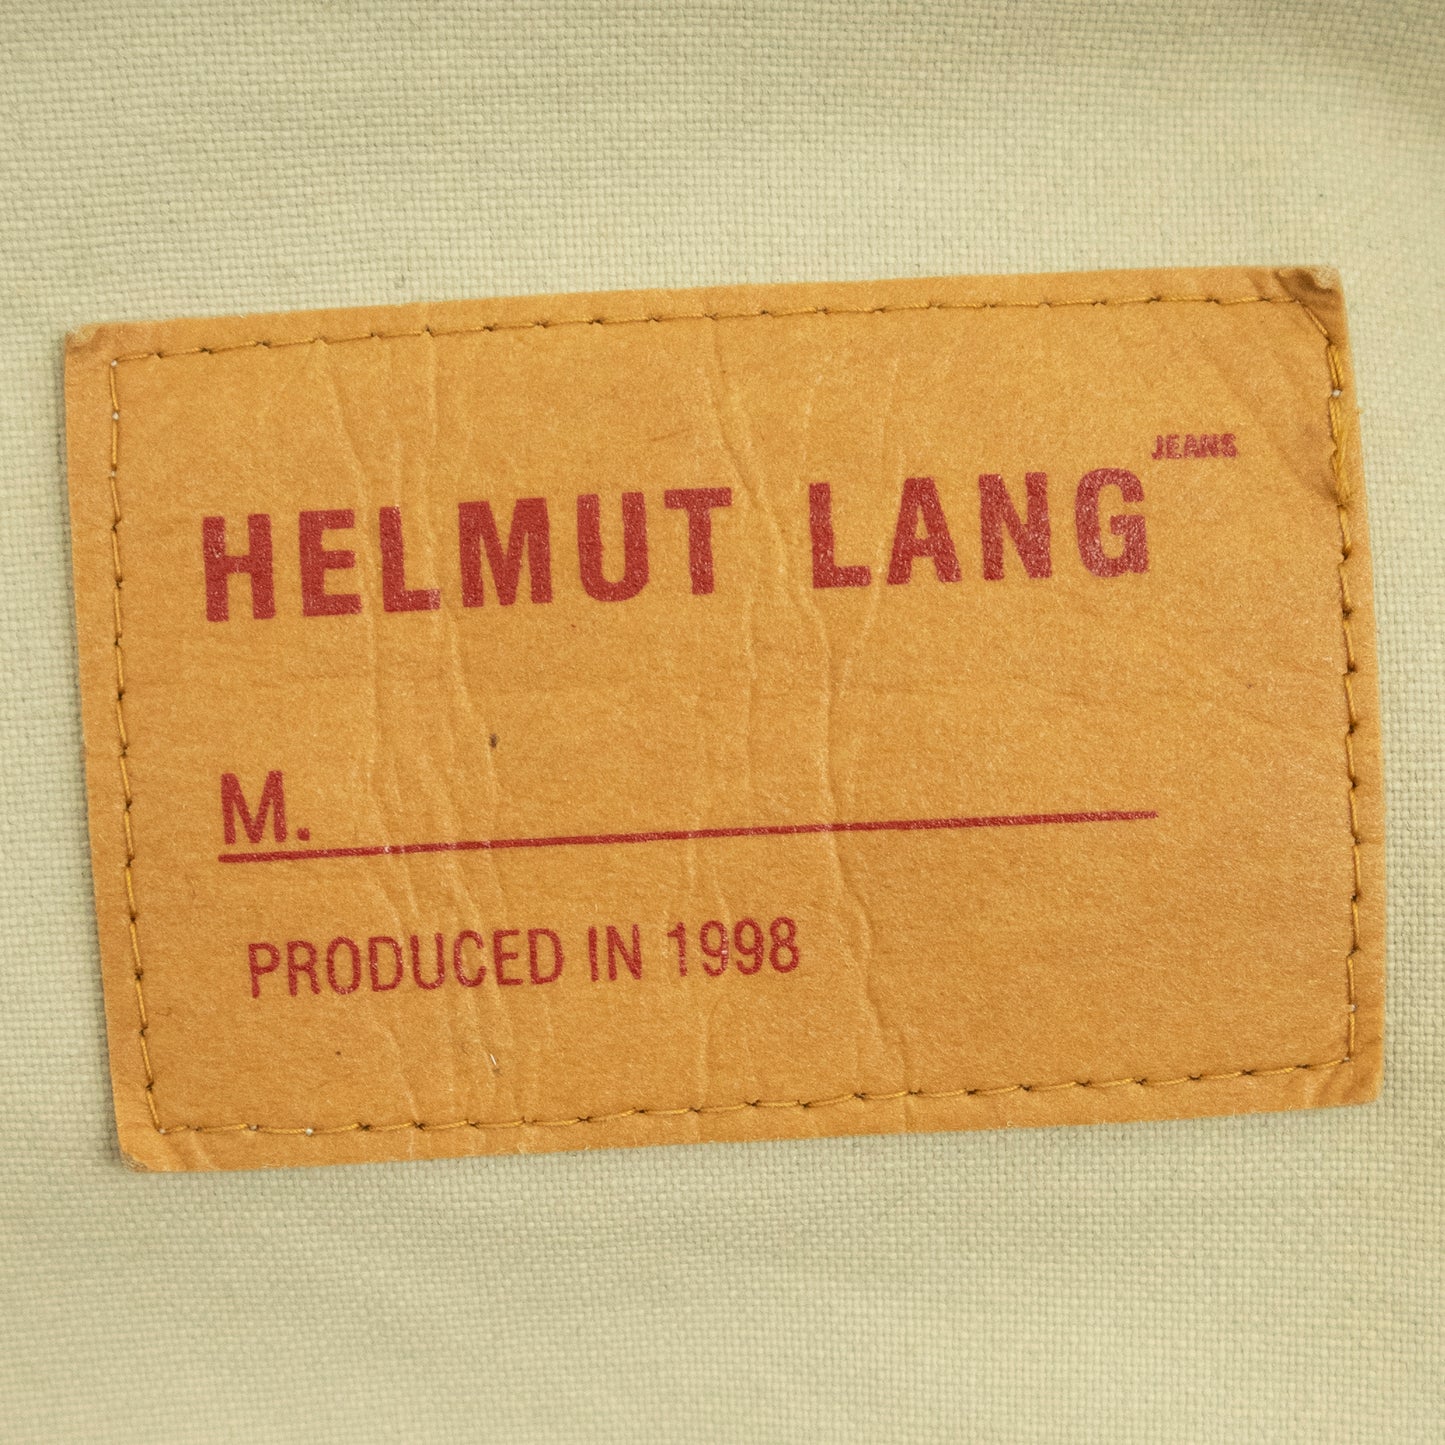 HELMUT LANG JEANS
M.
PRODUCED IN 1998